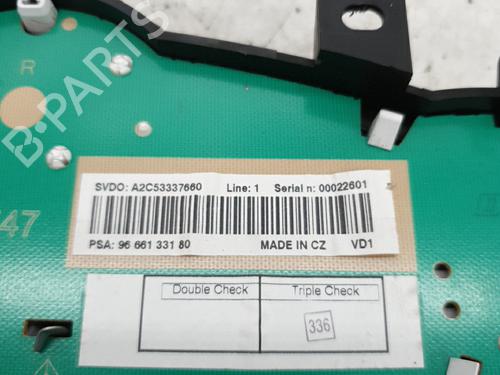 R
SVDO: A2C53337660 Line: 1 Serial n: 00022601
47
PSA: 96 661 331 80 MADE IN CZ VD1
Double Check Triple Check
336
B-PARTS